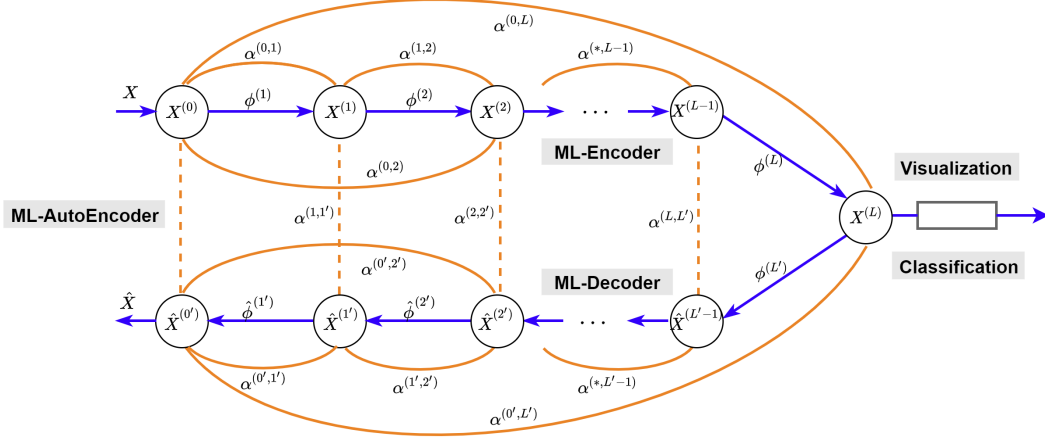 α^(0,L)
α^(0,1) α^(1,2) α^(*,L−1)
X ϕ^(1) ϕ^(2)
X^(0) X^(1) X^(2) ⋯ X^(L−1)
ML-Encoder
α^(0,2) ϕ^(L) Visualization
ML-AutoEncoder α^(1,1′) α^(2,2′) α^(L,L′) X^(L)
α^(0′,2′) ML-Decoder ϕ^(L′) Classification
X̂ ϕ̂^(1′) ϕ̂^(2′)
X̂^(0′) X̂^(1′) X̂^(2′) ⋯ X̂^(L′−1)
α^(0′,1′) α^(1′,2′) α^(*,L′−1)
α^(0′,L′)